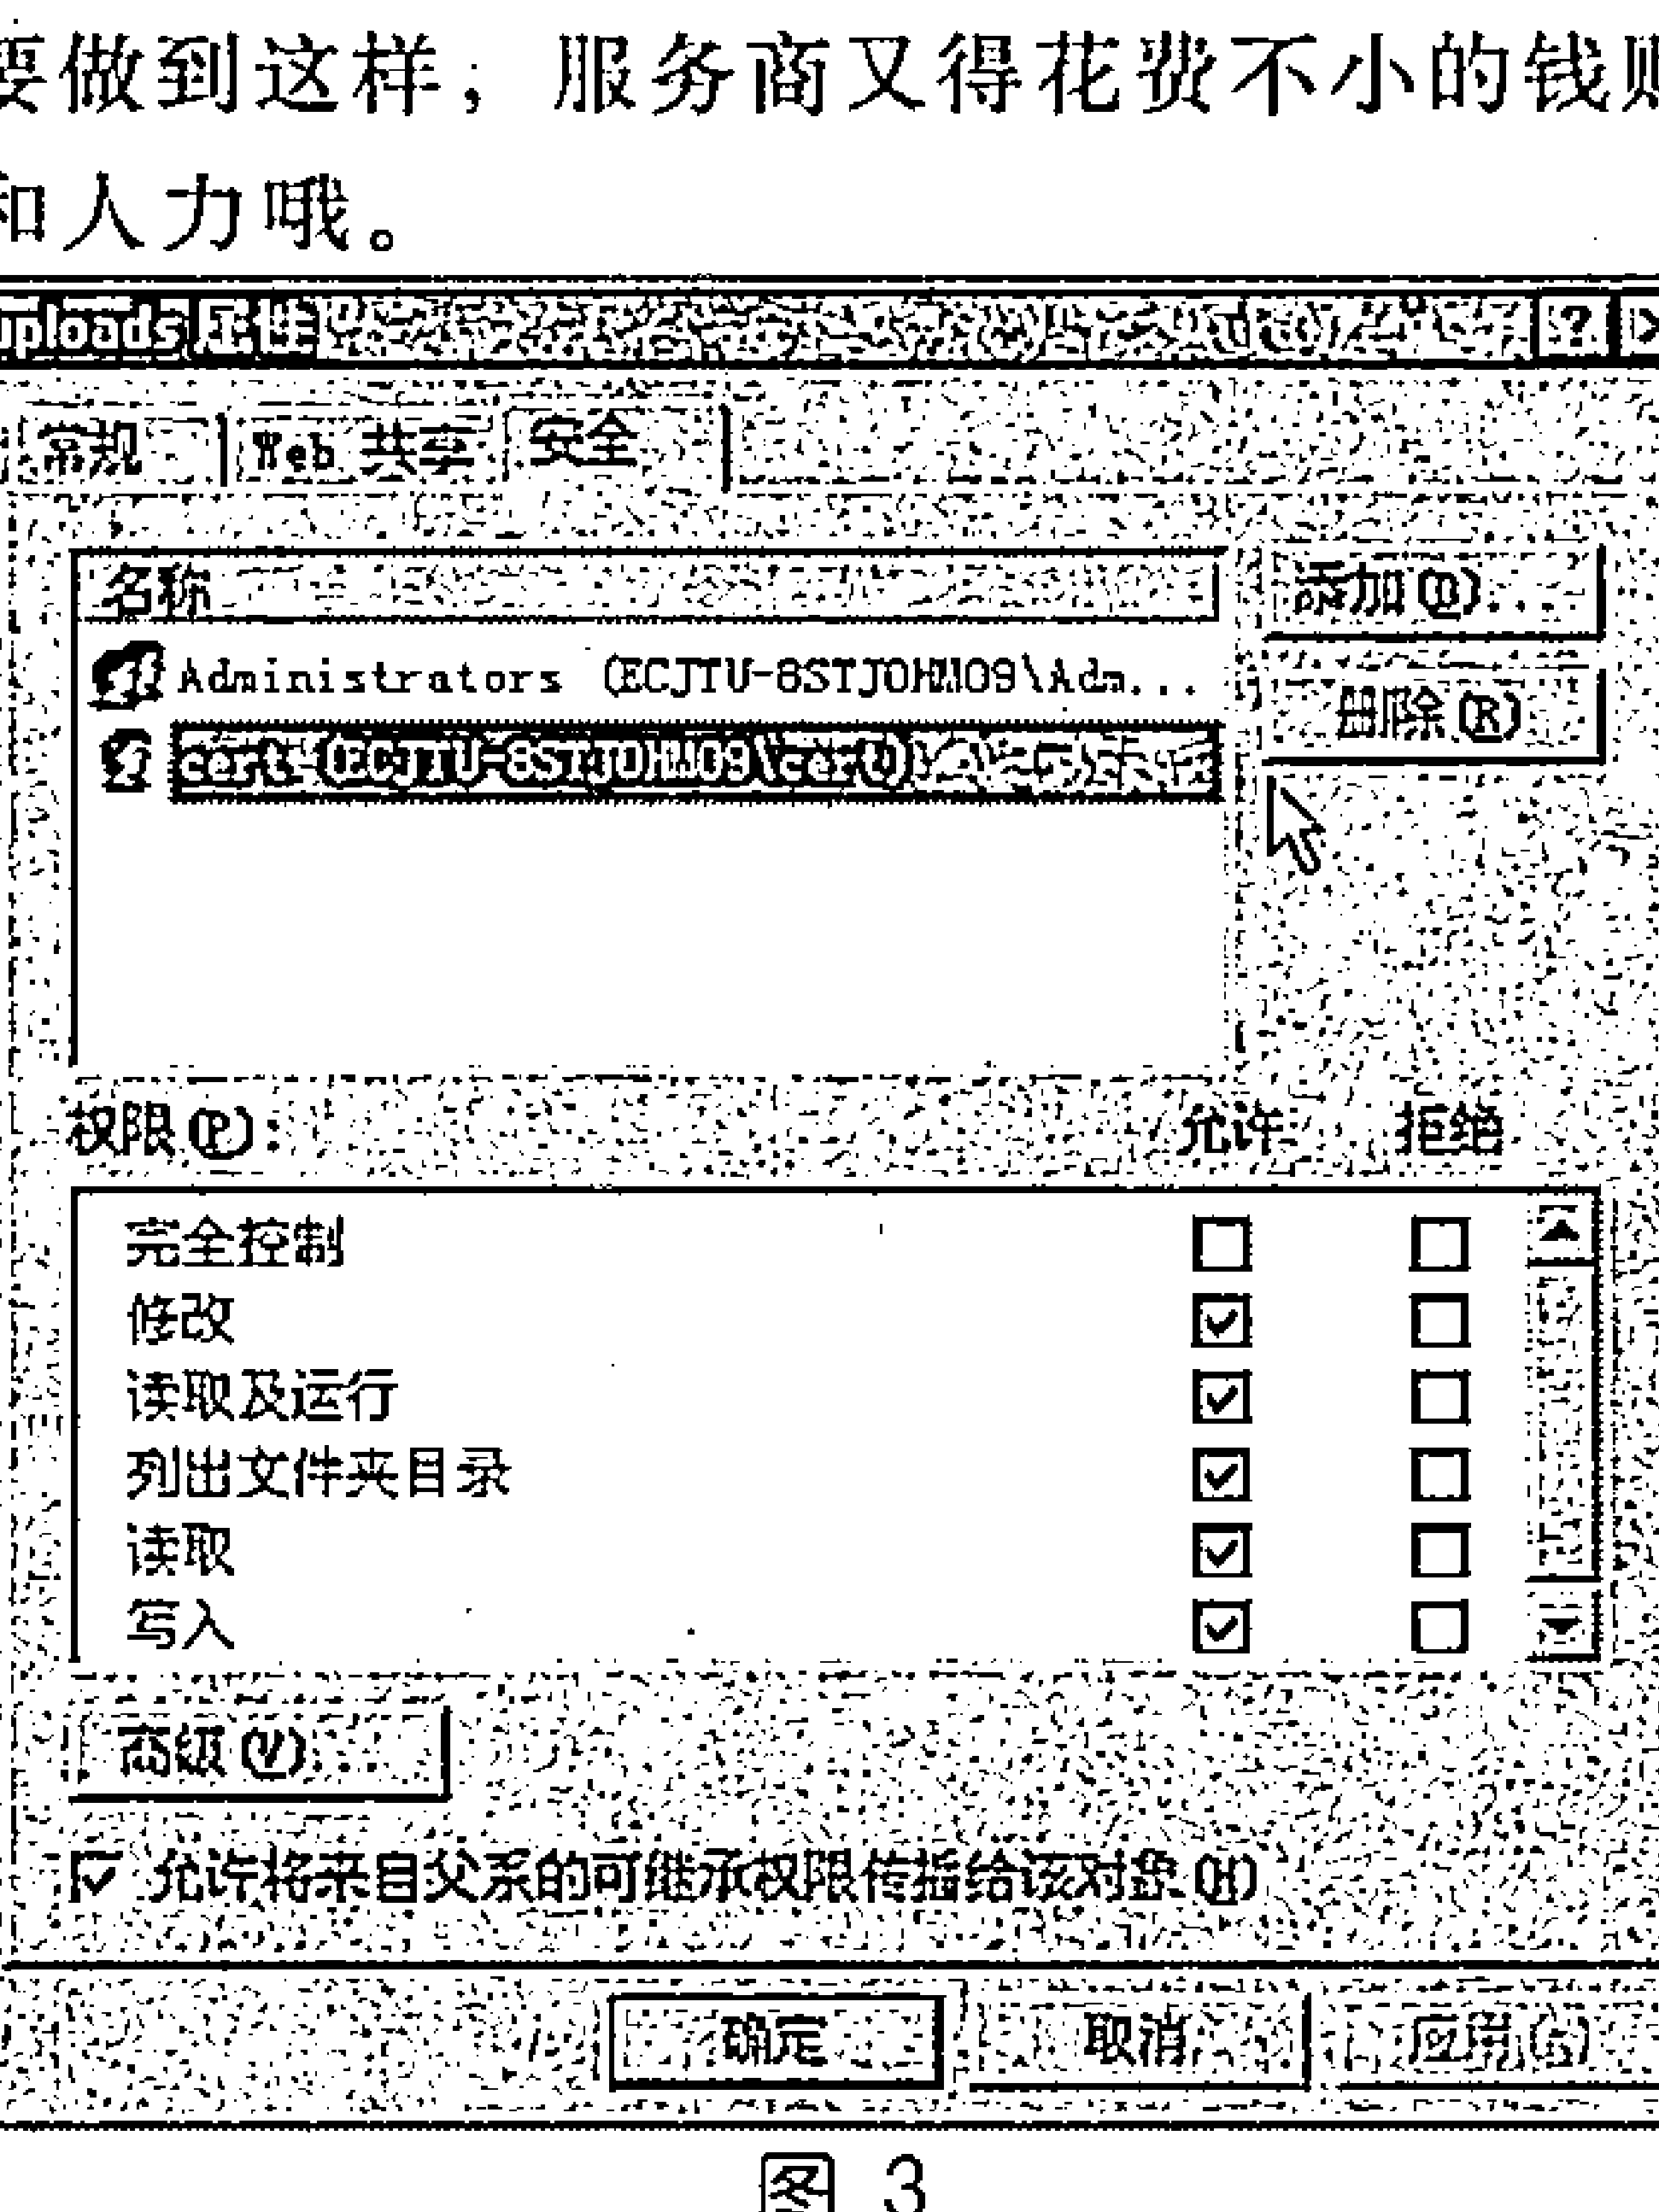 要做到这样；服务商又得花费不小的钱财
和人力哦。
uploads 属性
常规 Web 共享 安全
名称
添加(D)...
Administrators (ECJTU-8STJOHMO9\Adm...
删除(R)
cert (ECJTU-8STJOHMO9\cert)
权限(P): 允许 拒绝
完全控制
修改
读取及运行
列出文件夹目录
读取
写入
高级(V)...
允许将来自父系的可继承权限传播给该对象(H)
确定 取消 应用(A)
图 3